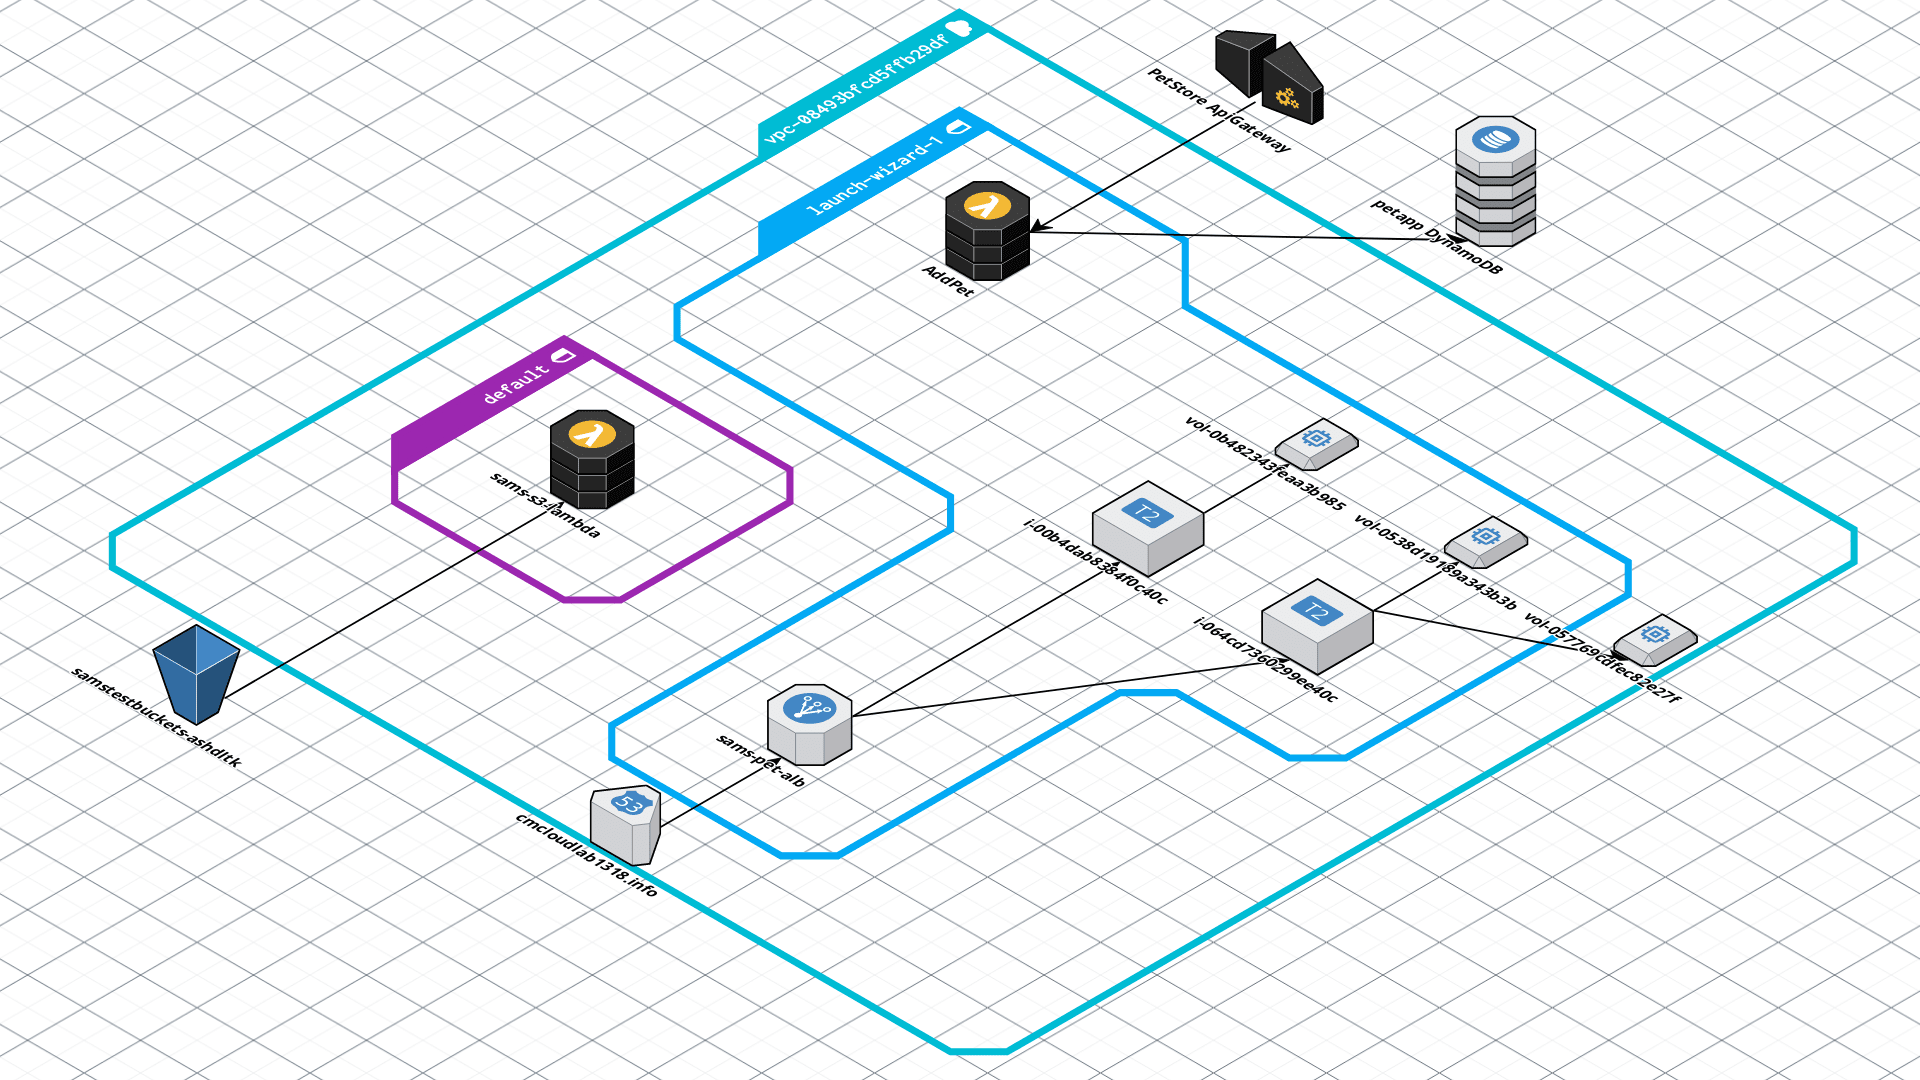 vpc-08493bfcd5ffb29df
PetStore ApiGateway
launch-wizard-1
petapp DynamoDB
AddPet
default
sams-s3-lambda
vol-0b482343feaa3b985
T2
i-00b4dab8384f0c40c
vol-0538d19189a343b3b
T2
i-064cd7360299ee40c
vol-057769cdfec82e27f
samstestbuckets-ashdltk
sams-pet-alb
53
cmcloudlab1318.info